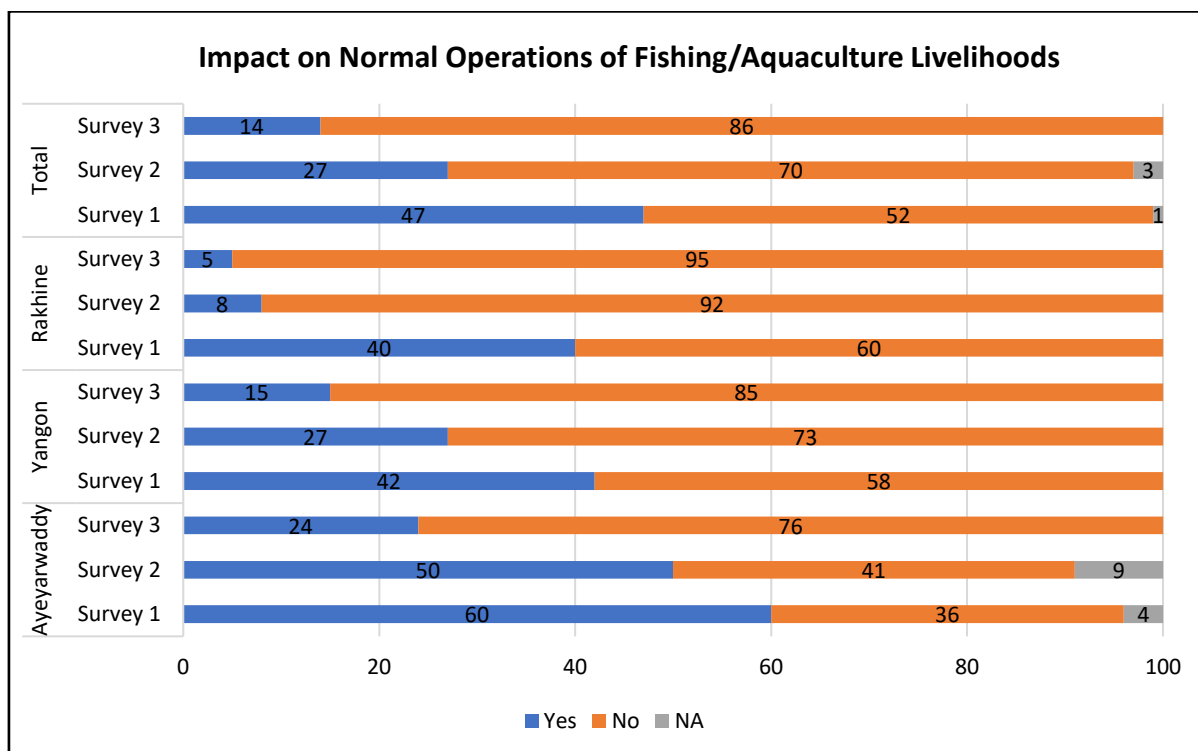 Impact on Normal Operations of Fishing/Aquaculture Livelihoods
Total
Survey 3 14 86
Survey 2 27 70 3
Survey 1 47 52 1
Rakhine
Survey 3 5 95
Survey 2 8 92
Survey 1 40 60
Yangon
Survey 3 15 85
Survey 2 27 73
Survey 1 42 58
Ayeyarwaddy
Survey 3 24 76
Survey 2 50 41 9
Survey 1 60 36 4
0 20 40 60 80 100
Yes No NA